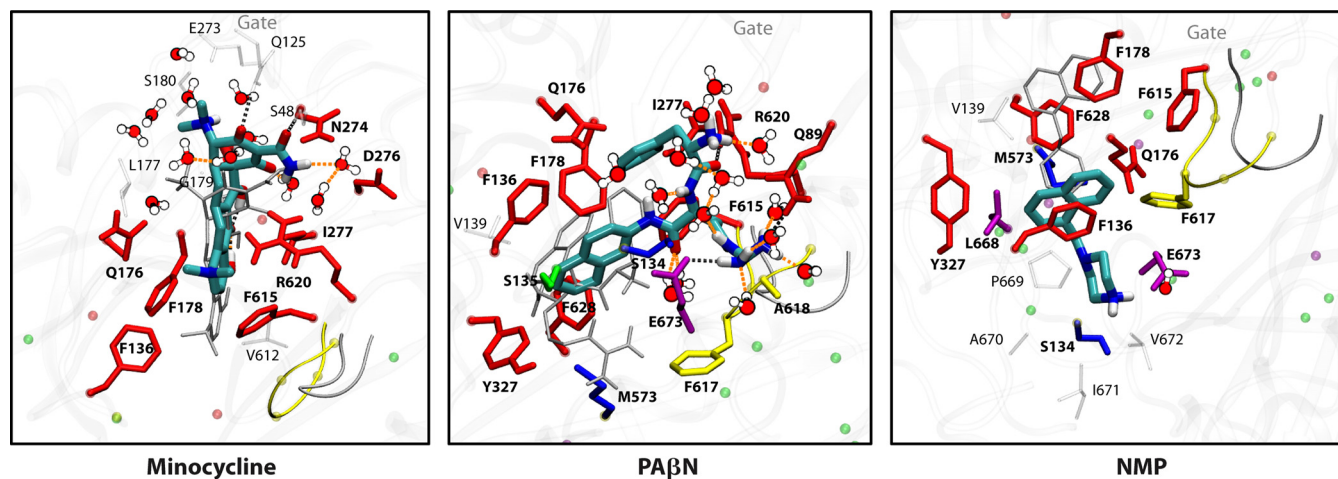 Gate
E273
Q125
S180
S48
N274
D276
L177
G179
I277
Q176
R620
F178
F615
V612
F136
Minocycline
Gate
Q176
I277
R620
Q89
F178
F136
V139
F615
S134
S135
F628
E673
A618
Y327
F617
M573
PAβN
Gate
F178
F615
V139
F628
M573
Q176
F136
F617
L668
Y327
E673
P669
A670
S134
V672
I671
NMP